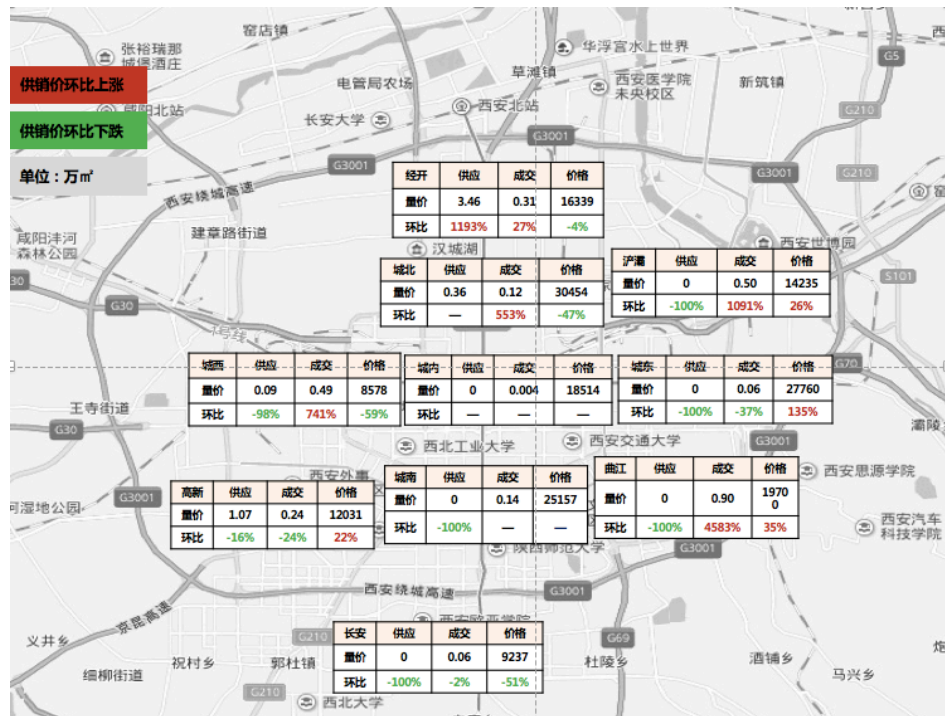 窑店镇
张裕瑞那
城堡酒庄
华浮宫水上世界
G5
供销价环比上涨
电管局农场
草滩镇
西安医学院
未央校区
新筑镇
咸阳北站
西安北站
G210
供销价环比下跌
长安大学
G3001
G3001
G3001
G210
单位：万㎡
西安绕城高速
经开 供应 成交 价格
量价 3.46 0.31 16339
环比 1193% 27% -4%
建章路街道
咸阳沣河
森林公园
汉城湖
西安世博园
城北 供应 成交 价格
量价 0.36 0.12 30454
环比 — 553% -47%
浐灞 供应 成交 价格
量价 0 0.50 14235
环比 -100% 1091% 26%
S101
30
G30
1号线
城西 供应 成交 价格
量价 0.09 0.49 8578
环比 -98% 741% -59%
城内 供应 成交 价格
量价 0 0.004 18514
环比 — — —
城东 供应 成交 价格
量价 0 0.06 27760
环比 -100% -37% 135%
G70
王寺街道
G30
灞陵
西北工业大学
西安交通大学
G3001
西安外事
西安思源学院
高新 供应 成交 价格
量价 1.07 0.24 12031
环比 -16% -24% 22%
城南 供应 成交 价格
量价 0 0.14 25157
环比 -100% — —
曲江 供应 成交 价格
量价 0 0.90 1970
0
环比 -100% 4583% 35%
G3001
河湿地公园
西安汽车
科技学院
陕西师范大学
G3001
西安绕城高速
G3001
京昆高速
西安欧亚学院
义井乡
G210
G69
长安 供应 成交 价格
量价 0 0.06 9237
环比 -100% -2% -51%
细柳街道
祝村乡
郭杜镇
杜陵乡
酒铺乡
马兴乡
G210
西北大学